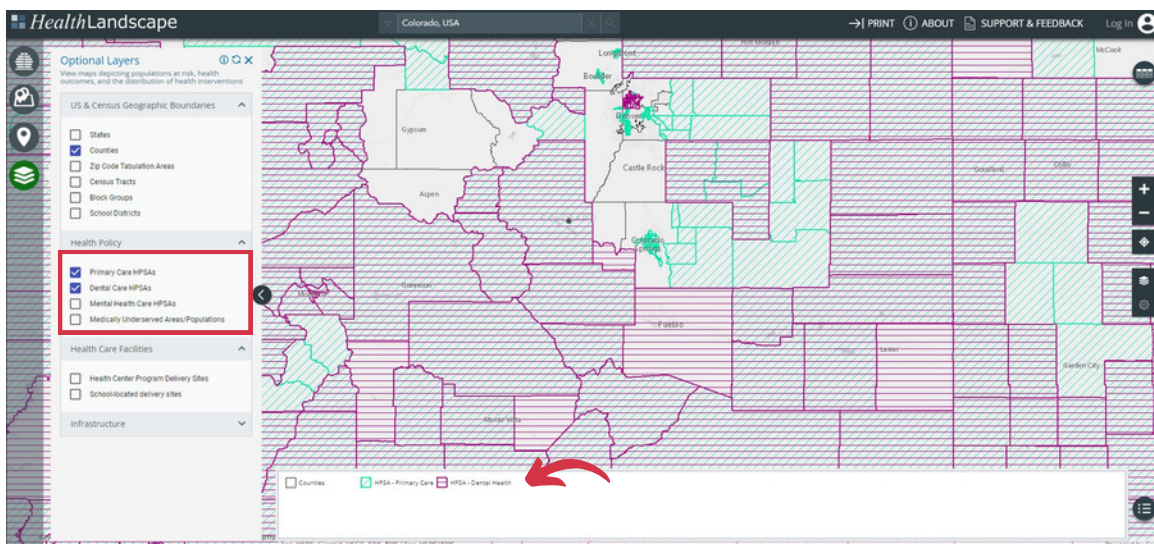 HealthLandscape
Colorado, USA
PRINT
ABOUT
SUPPORT & FEEDBACK
Log In
Optional Layers
View maps depicting populations at risk, health
outcomes, and the distribution of health interventions
US & Census Geographic Boundaries
States
Counties
Zip Code Tabulation Areas
Census Tracts
Block Groups
School Districts
Health Policy
Primary Care HPSAs
Dental Care HPSAs
Mental Health Care HPSAs
Medically Underserved Areas/Populations
Health Care Facilities
Health Center Program Delivery Sites
School-located delivery sites
Infrastructure
Fort Morgan
McCook
Longmont
Boulder
Denver
Gypsum
Castle Rock
Goodland
Colby
Aspen
Colorado
Springs
Gunnison
Pueblo
Lamar
Garden City
Monte Vista
Counties
HPSA - Primary Care
HPSA - Dental Health